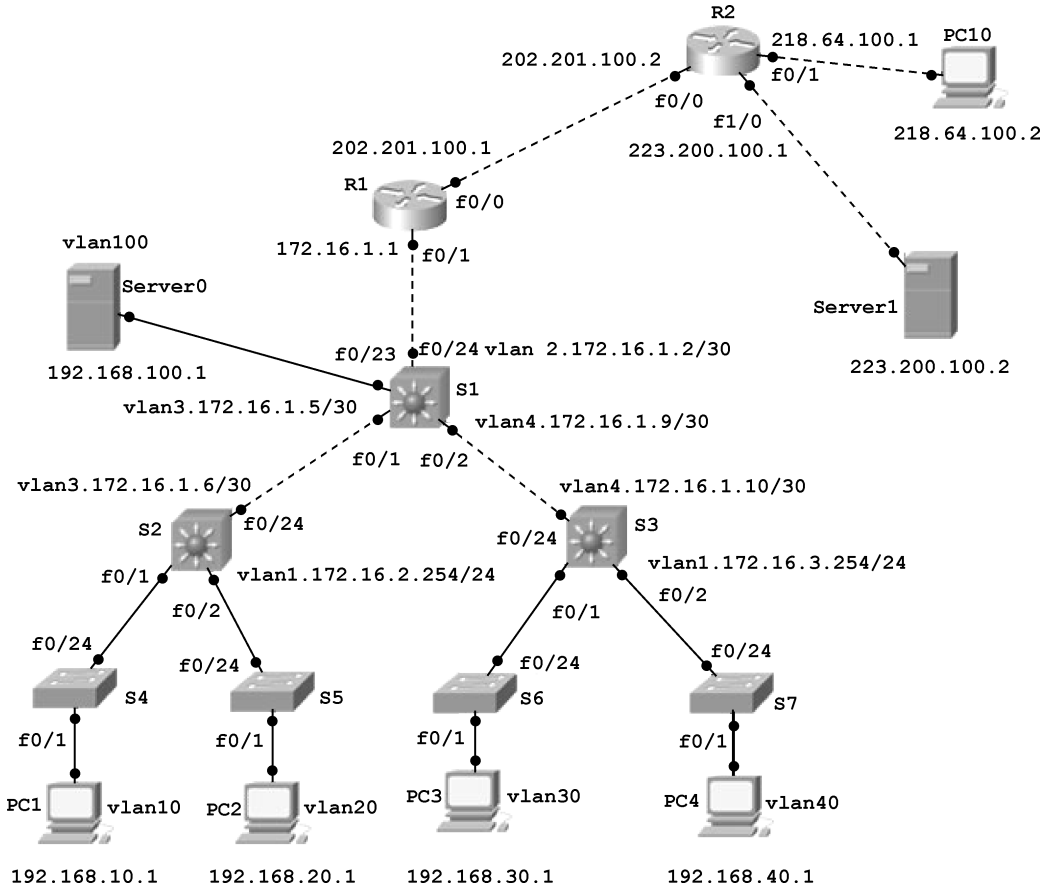 R2
218.64.100.1
PC10
202.201.100.2
f0/1
f0/0
f1/0
218.64.100.2
223.200.100.1
202.201.100.1
R1
f0/0
vlan100
172.16.1.1
f0/1
Server0
Server1
f0/23
f0/24
vlan 2.172.16.1.2/30
192.168.100.1
223.200.100.2
S1
vlan3.172.16.1.5/30
vlan4.172.16.1.9/30
f0/1
f0/2
vlan3.172.16.1.6/30
vlan4.172.16.1.10/30
S2
f0/24
S3
f0/24
vlan1.172.16.2.254/24
vlan1.172.16.3.254/24
f0/1
f0/2
f0/1
f0/2
f0/24
f0/24
f0/24
f0/24
S4
S5
S6
S7
f0/1
f0/1
f0/1
f0/1
PC1
vlan10
PC2
vlan20
PC3
vlan30
PC4
vlan40
192.168.10.1
192.168.20.1
192.168.30.1
192.168.40.1